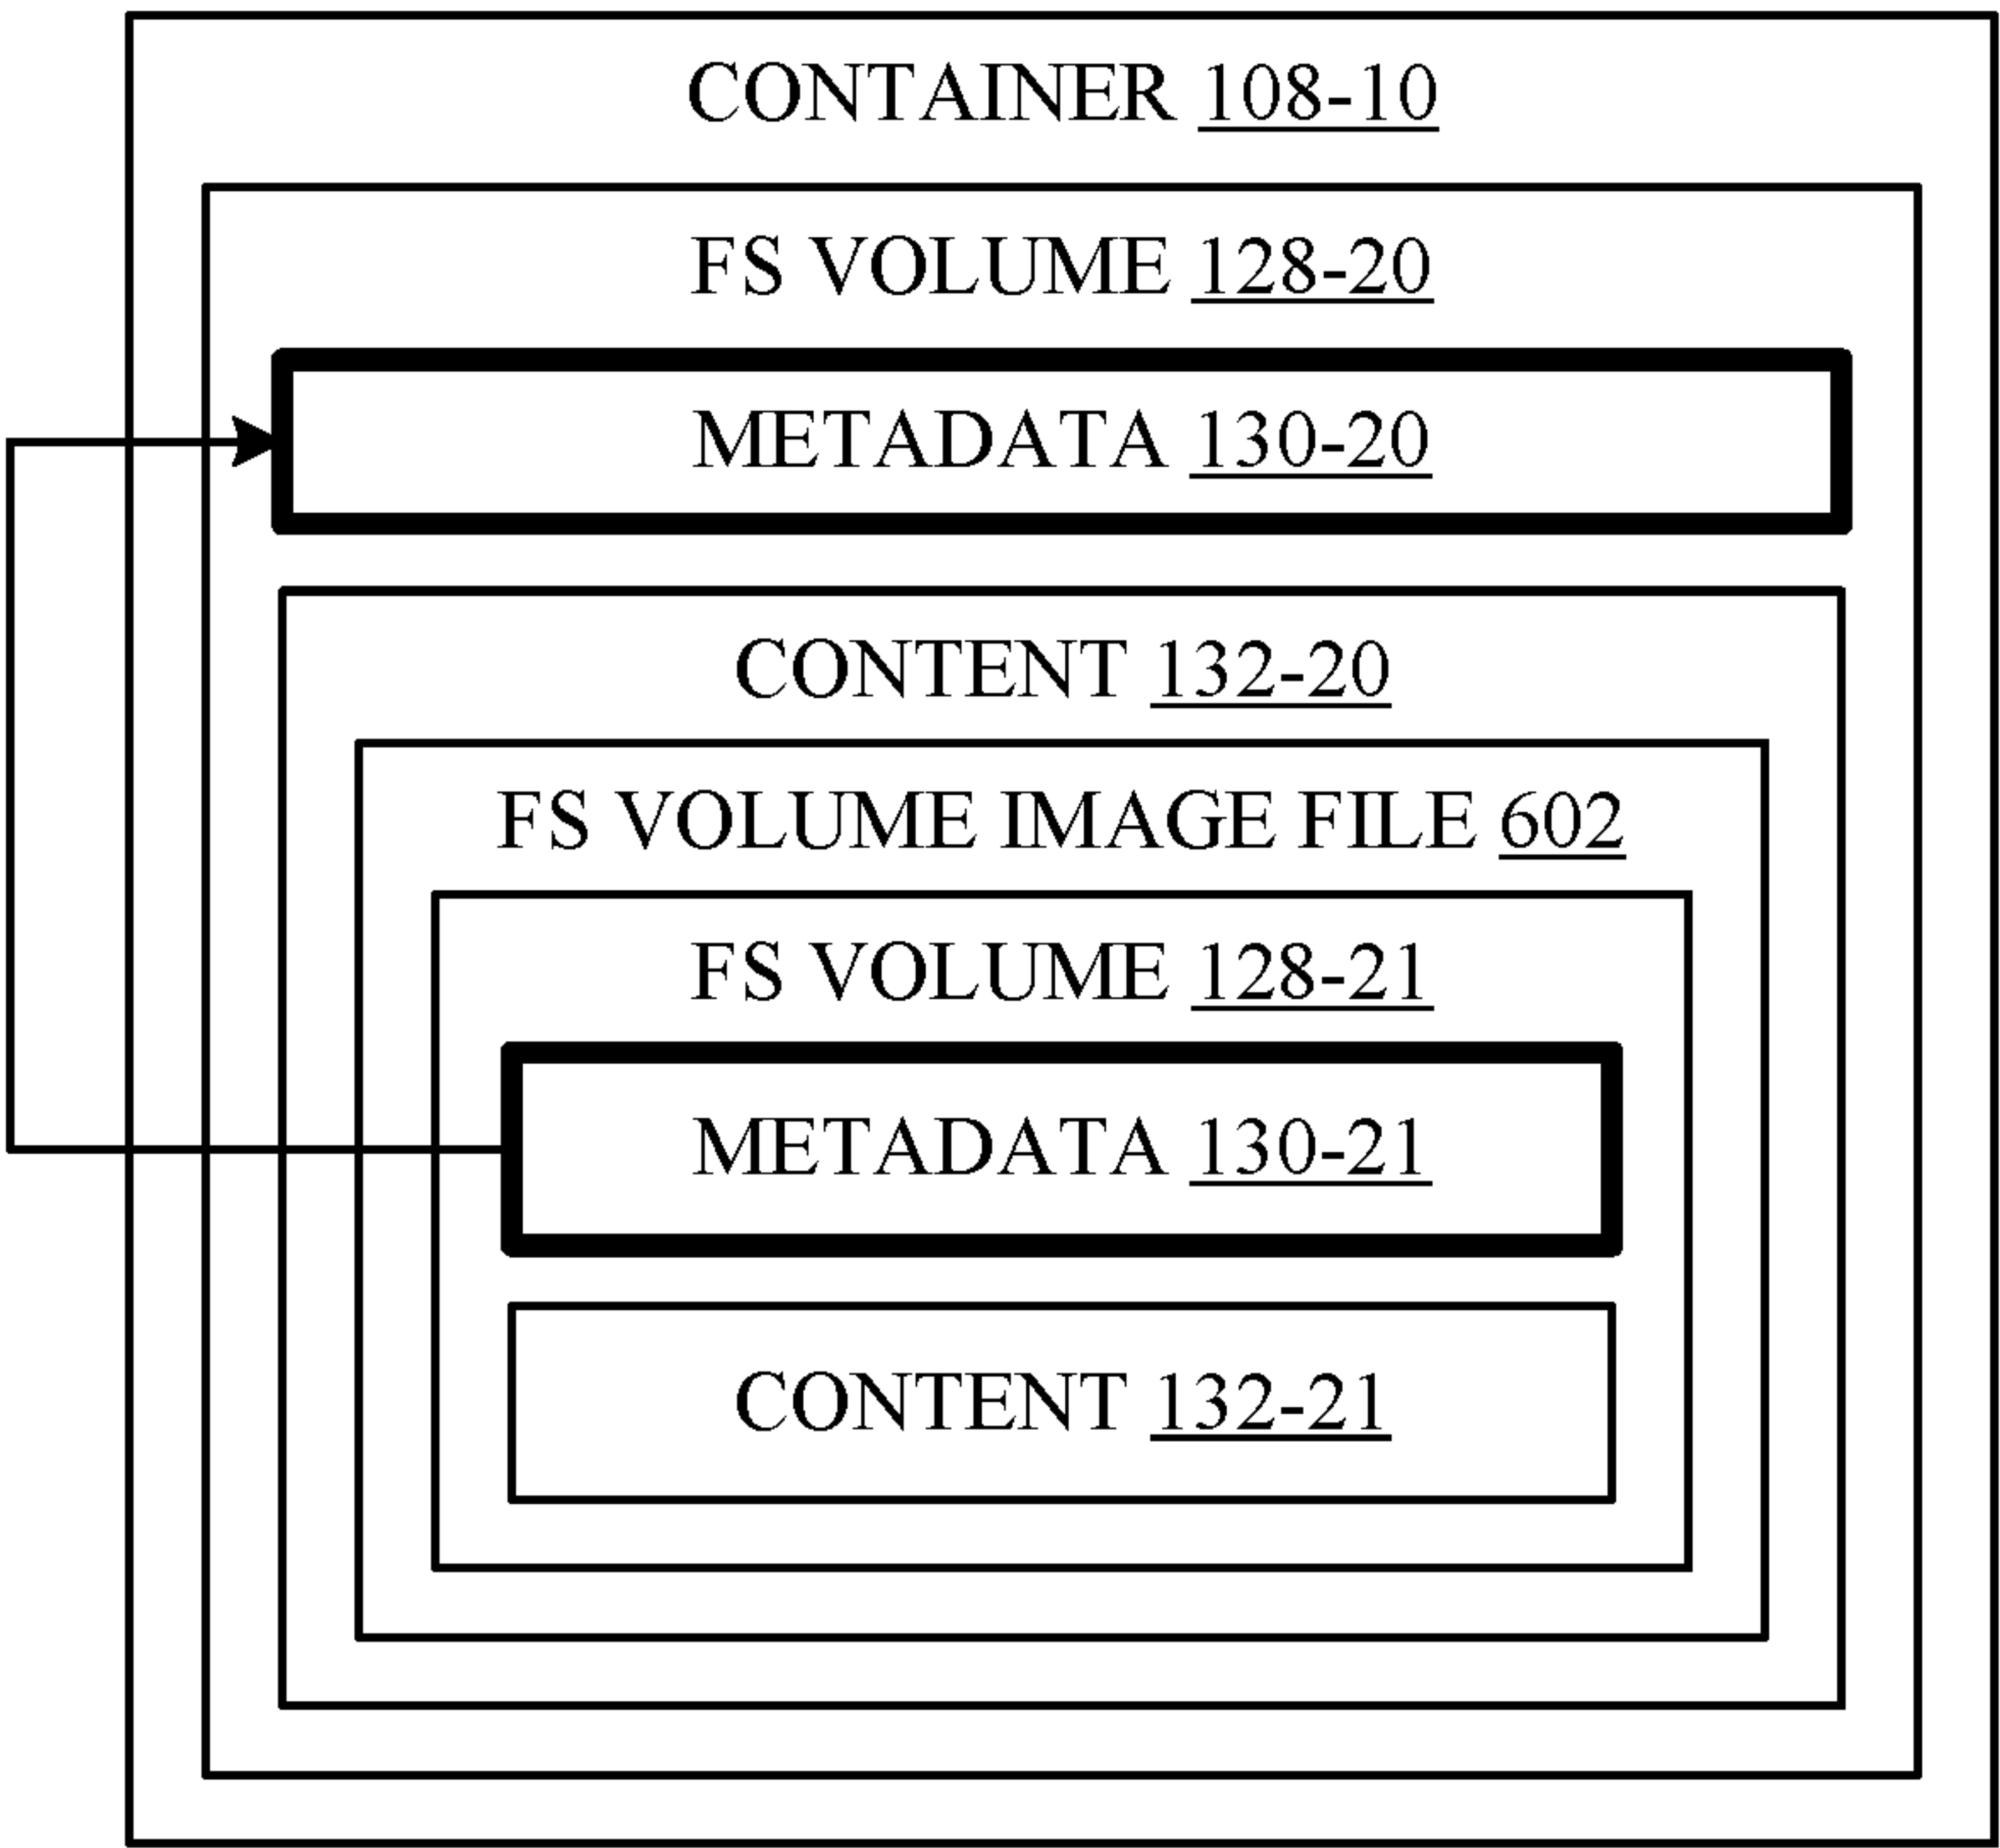 CONTAINER 108-10
FS VOLUME 128-20
METADATA 130-20
CONTENT 132-20
FS VOLUME IMAGE FILE 602
FS VOLUME 128-21
METADATA 130-21
CONTENT 132-21